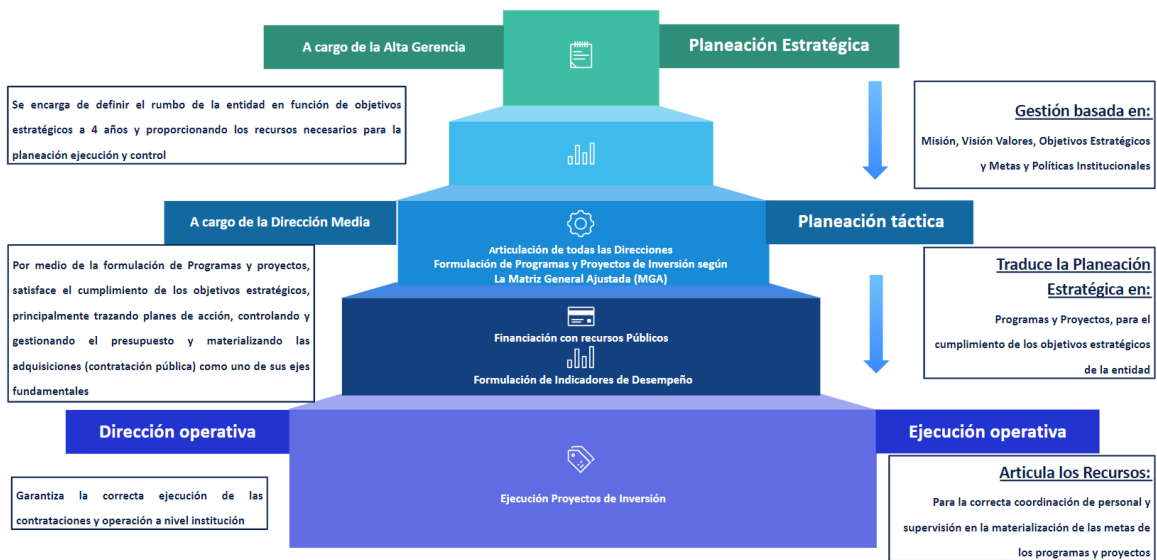 A cargo de la Alta Gerencia
Planeación Estratégica
Se encarga de definir el rumbo de la entidad en función de objetivos
estratégicos a 4 años y proporcionando los recursos necesarios para la
planeación ejecución y control
Gestión basada en:
Misión, Visión Valores, Objetivos Estratégicos
y Metas y Políticas Institucionales
A cargo de la Dirección Media
Planeación táctica
Articulación de todas las Direcciones
Formulación de Programas y Proyectos de Inversión según
La Matriz General Ajustada (MGA)
Por medio de la formulación de Programas y proyectos,
satisface el cumplimiento de los objetivos estratégicos,
principalmente trazando planes de acción, controlando y
gestionando el presupuesto y materializando las
adquisiciones (contratación pública) como uno de sus ejes
fundamentales
Traduce la Planeación
Estratégica en:
Programas y Proyectos, para el
cumplimiento de los objetivos estratégicos
de la entidad
Financiación con recursos Públicos
Formulación de Indicadores de Desempeño
Dirección operativa
Ejecución operativa
Garantiza la correcta ejecución de las
contrataciones y operación a nivel institución
Ejecución Proyectos de Inversión
Articula los Recursos:
Para la correcta coordinación de personal y
supervisión en la materialización de las metas de
los programas y proyectos